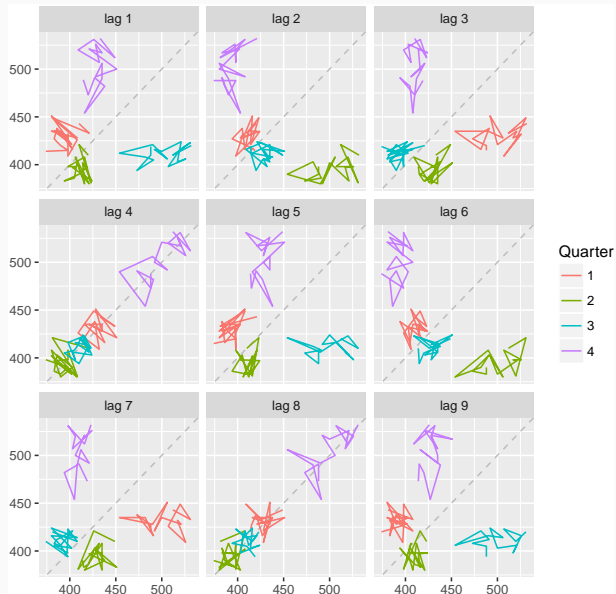 lag 1
lag 2
lag 3
500
450
400
lag 4
lag 5
lag 6
500
450
400
lag 7
lag 8
lag 9
500
450
400
400 450 500
400 450 500
400 450 500
Quarter
1
2
3
4